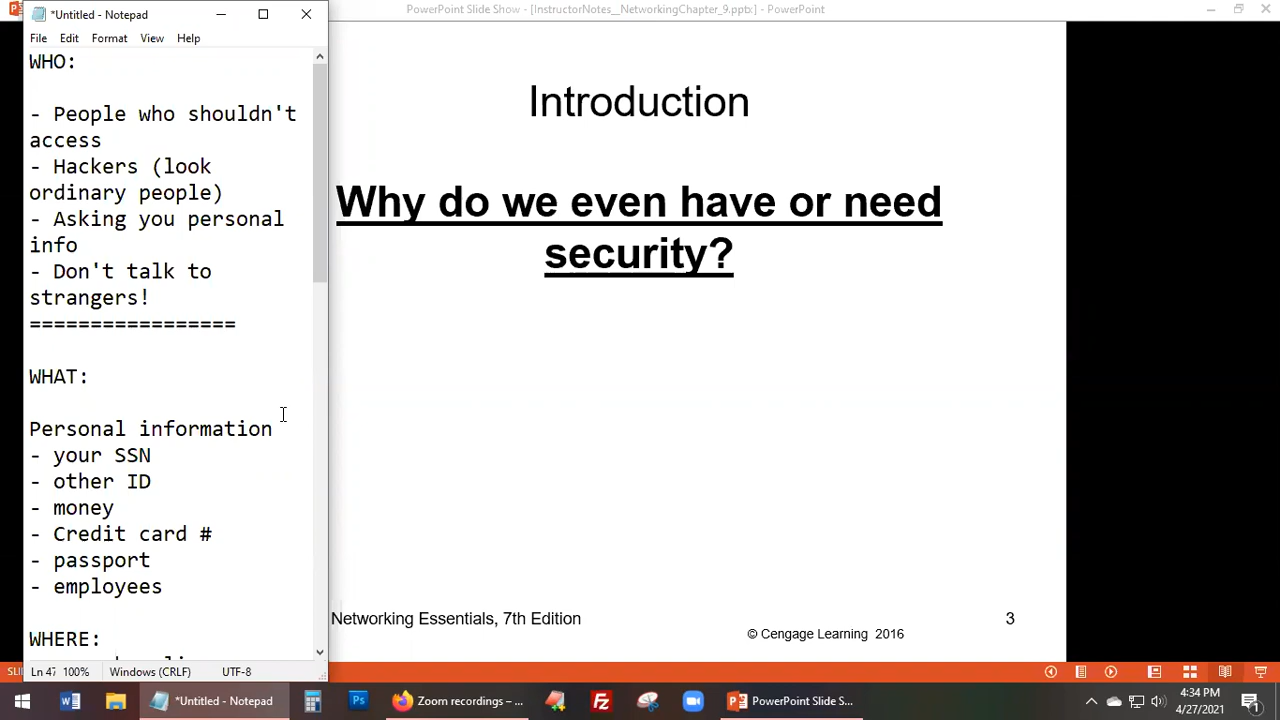 *Untitled - Notepad
PowerPoint Slide Show - [InstructorNotes__NetworkingChapter_9.pptx:] - PowerPoint
File Edit Format View Help
WHO:
- People who shouldn't
access
- Hackers (look
ordinary people)
- Asking you personal
info
- Don't talk to
strangers!
=================
WHAT:
Personal information
- your SSN
- other ID
- money
- Credit card #
- passport
- employees
WHERE:
Ln 47 100% Windows (CRLF) UTF-8
Introduction
Why do we even have or need
security?
Networking Essentials, 7th Edition
© Cengage Learning 2016
3
*Untitled - Notepad
Zoom recordings – ...
PowerPoint Slide S...
4:34 PM
4/27/2021